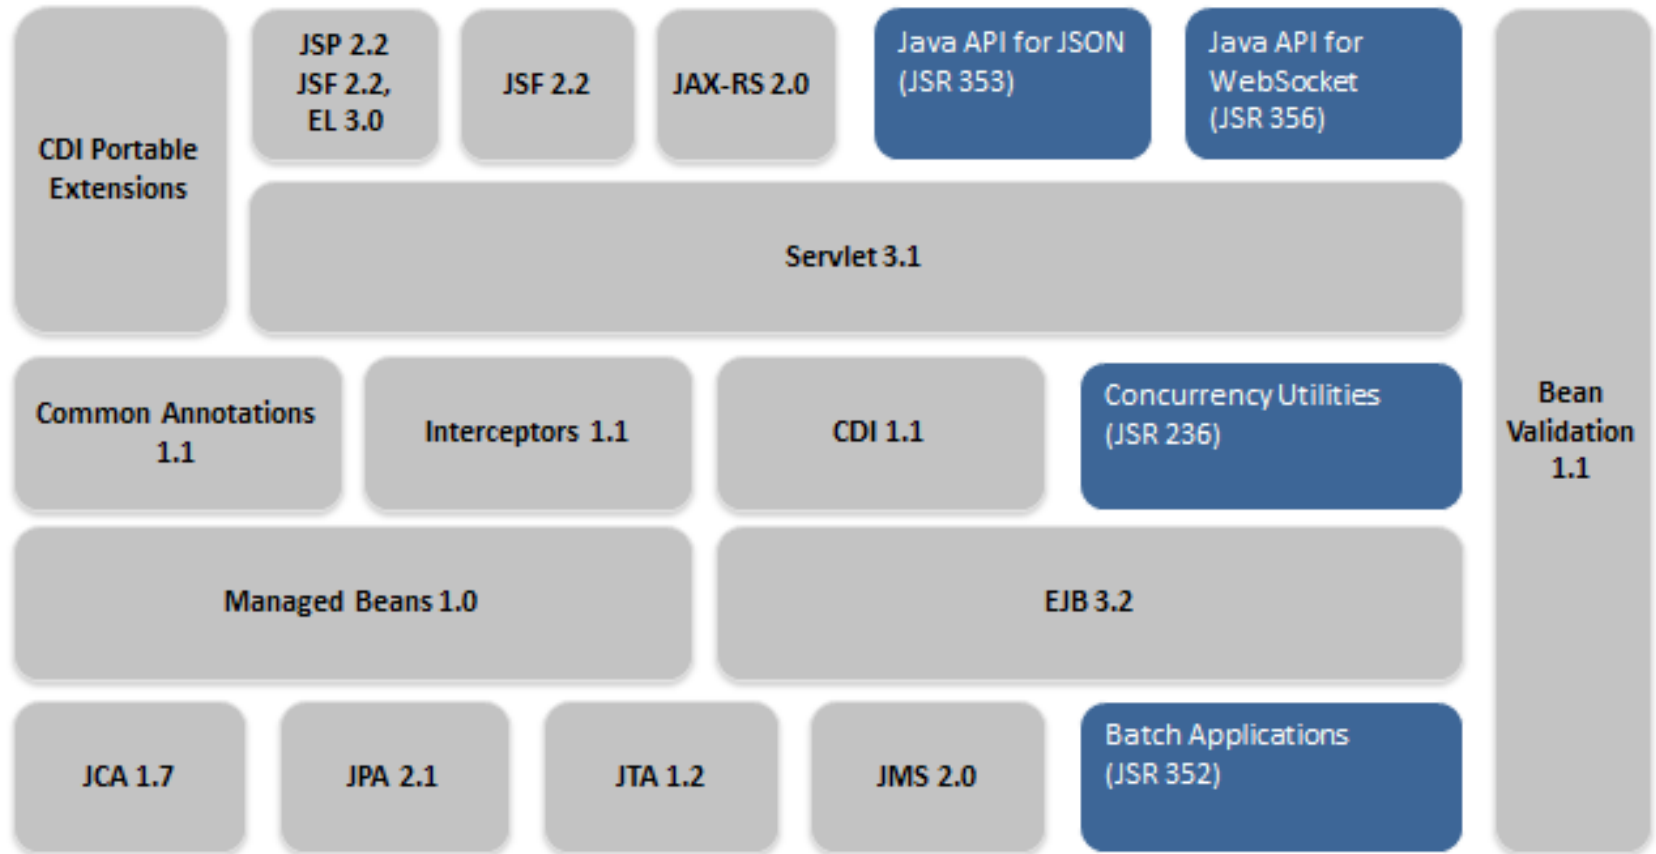 CDI Portable
Extensions
JSP 2.2
JSF 2.2,
EL 3.0
JSF 2.2
JAX-RS 2.0
Java API for JSON
(JSR 353)
Java API for
WebSocket
(JSR 356)
Servlet 3.1
Common Annotations
1.1
Interceptors 1.1
CDI 1.1
Concurrency Utilities
(JSR 236)
Bean
Validation
1.1
Managed Beans 1.0
EJB 3.2
JCA 1.7
JPA 2.1
JTA 1.2
JMS 2.0
Batch Applications
(JSR 352)